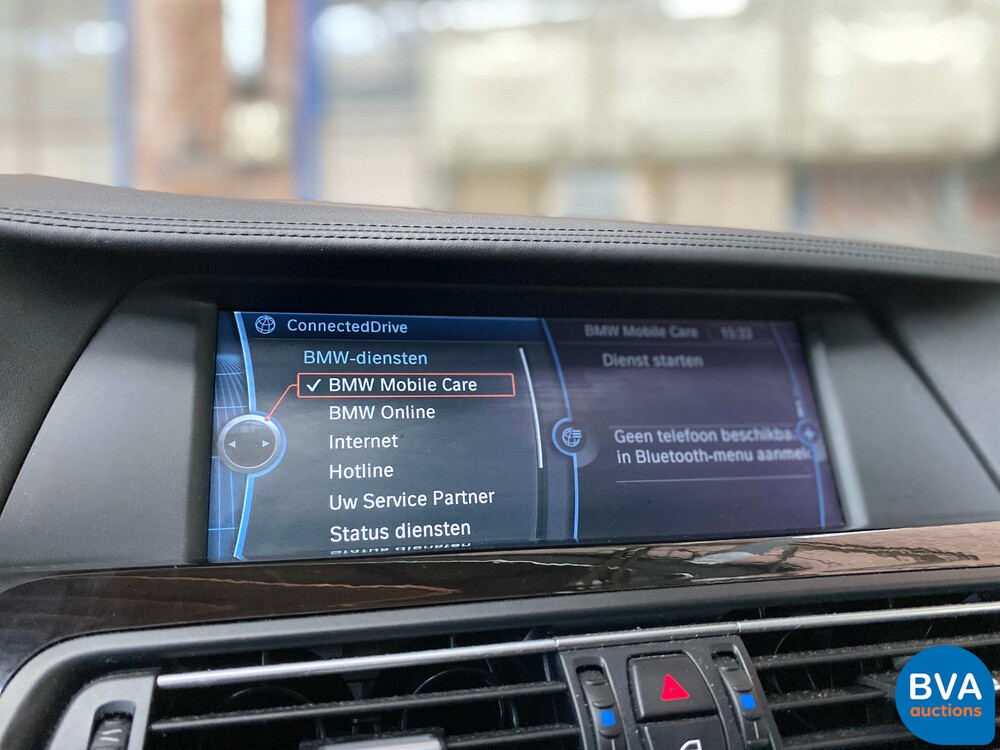 ConnectedDrive
BMW-diensten
✓ BMW Mobile Care
BMW Online
Internet
Hotline
Uw Service Partner
Status diensten
BMW Mobile Care 15:33
Dienst starten
Geen telefoon beschikba
in Bluetooth-menu aanmel
BVA
auctions